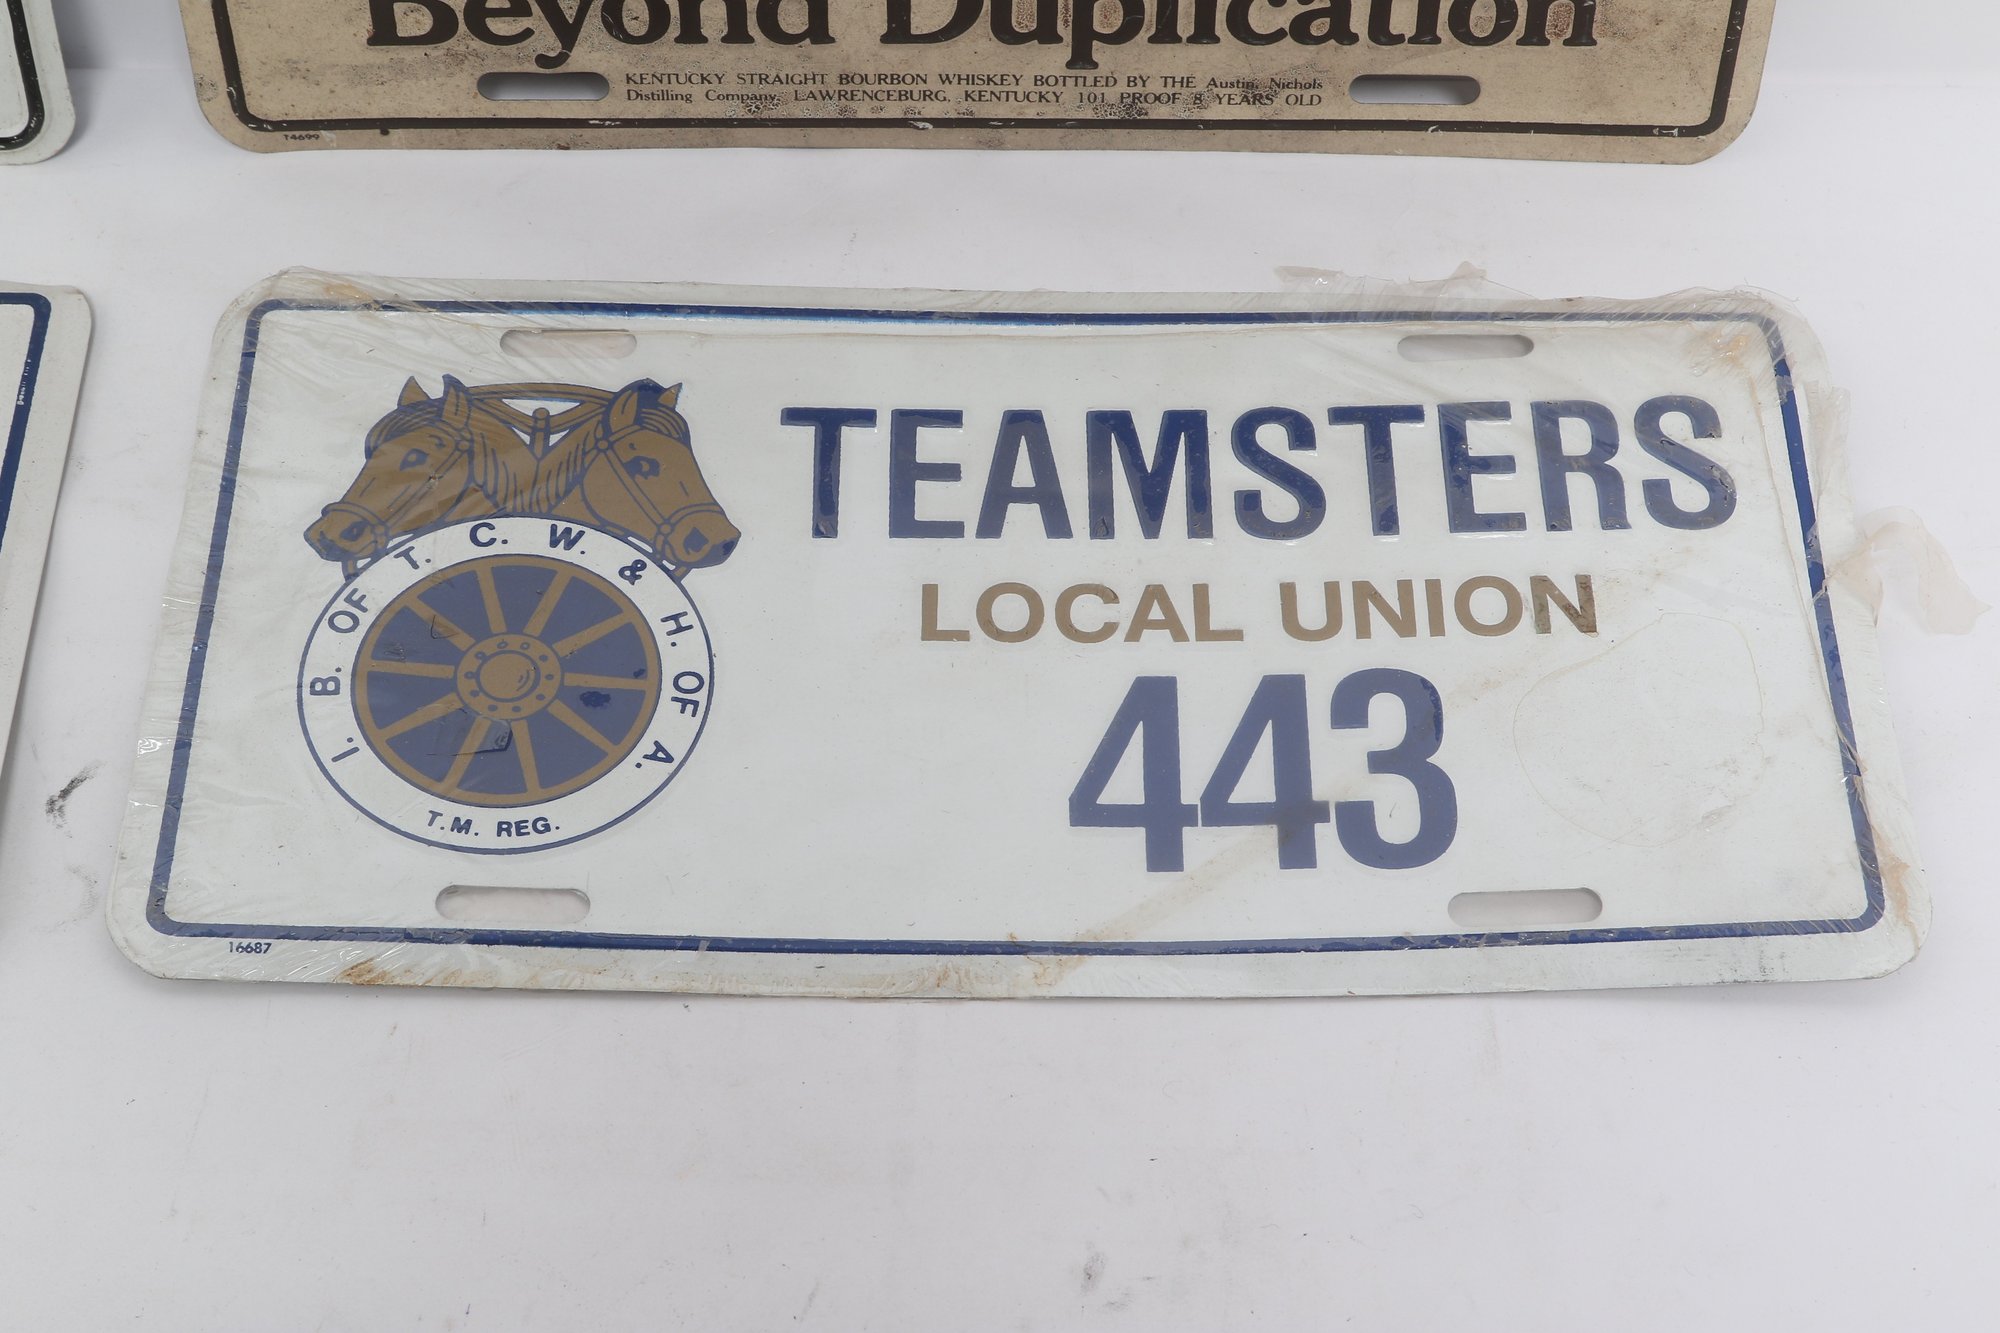 Beyond Duplication
KENTUCKY STRAIGHT BOURBON WHISKEY BOTTLED BY THE Austin, Nichols
Distilling Company, LAWRENCEBURG, KENTUCKY 101 PROOF 8 YEARS OLD
T4699
TEAMSTERS
LOCAL UNION
443
I. B. OF T. C. W. & H. OF A.
T.M. REG.
16687